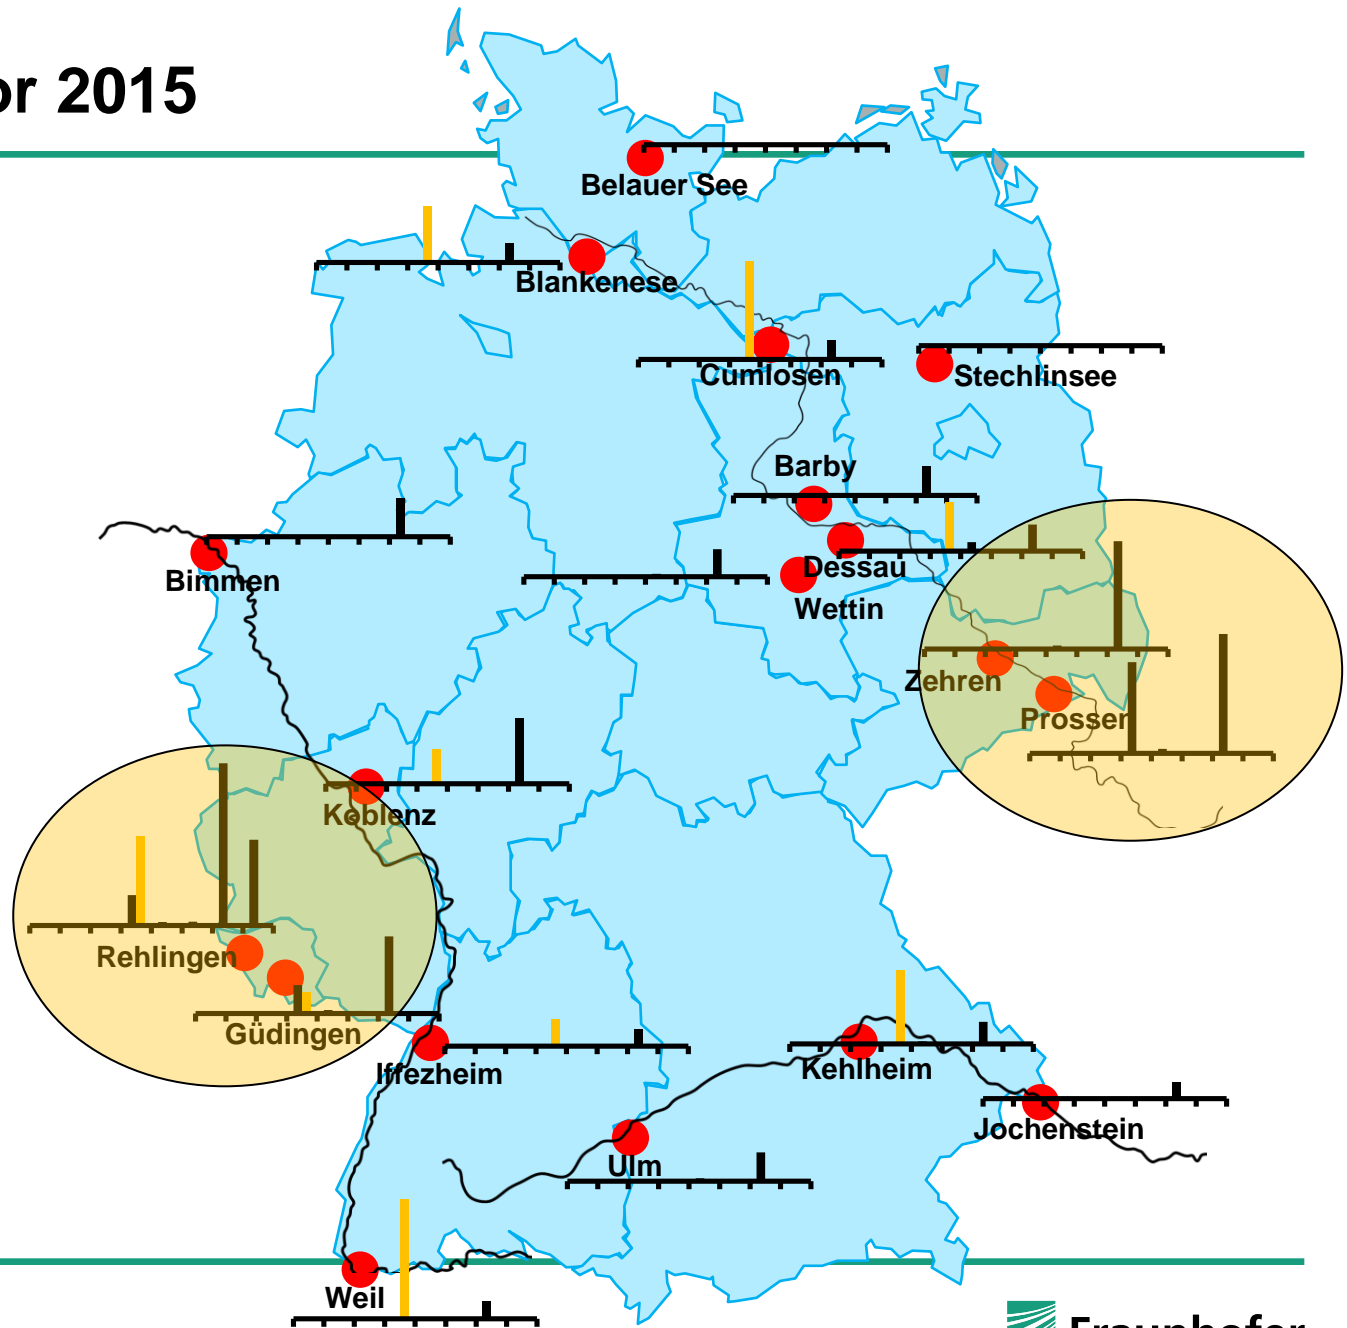 or 2015
Belauer See
Blankenese
Cumlosen
Stechlinsee
Barby
Dessau
Bimmen
Wettin
Zehren
Prossen
Koblenz
Rehlingen
Güdingen
Iffezheim
Kehlheim
Jochenstein
Ulm
Weil
Fraunhofer